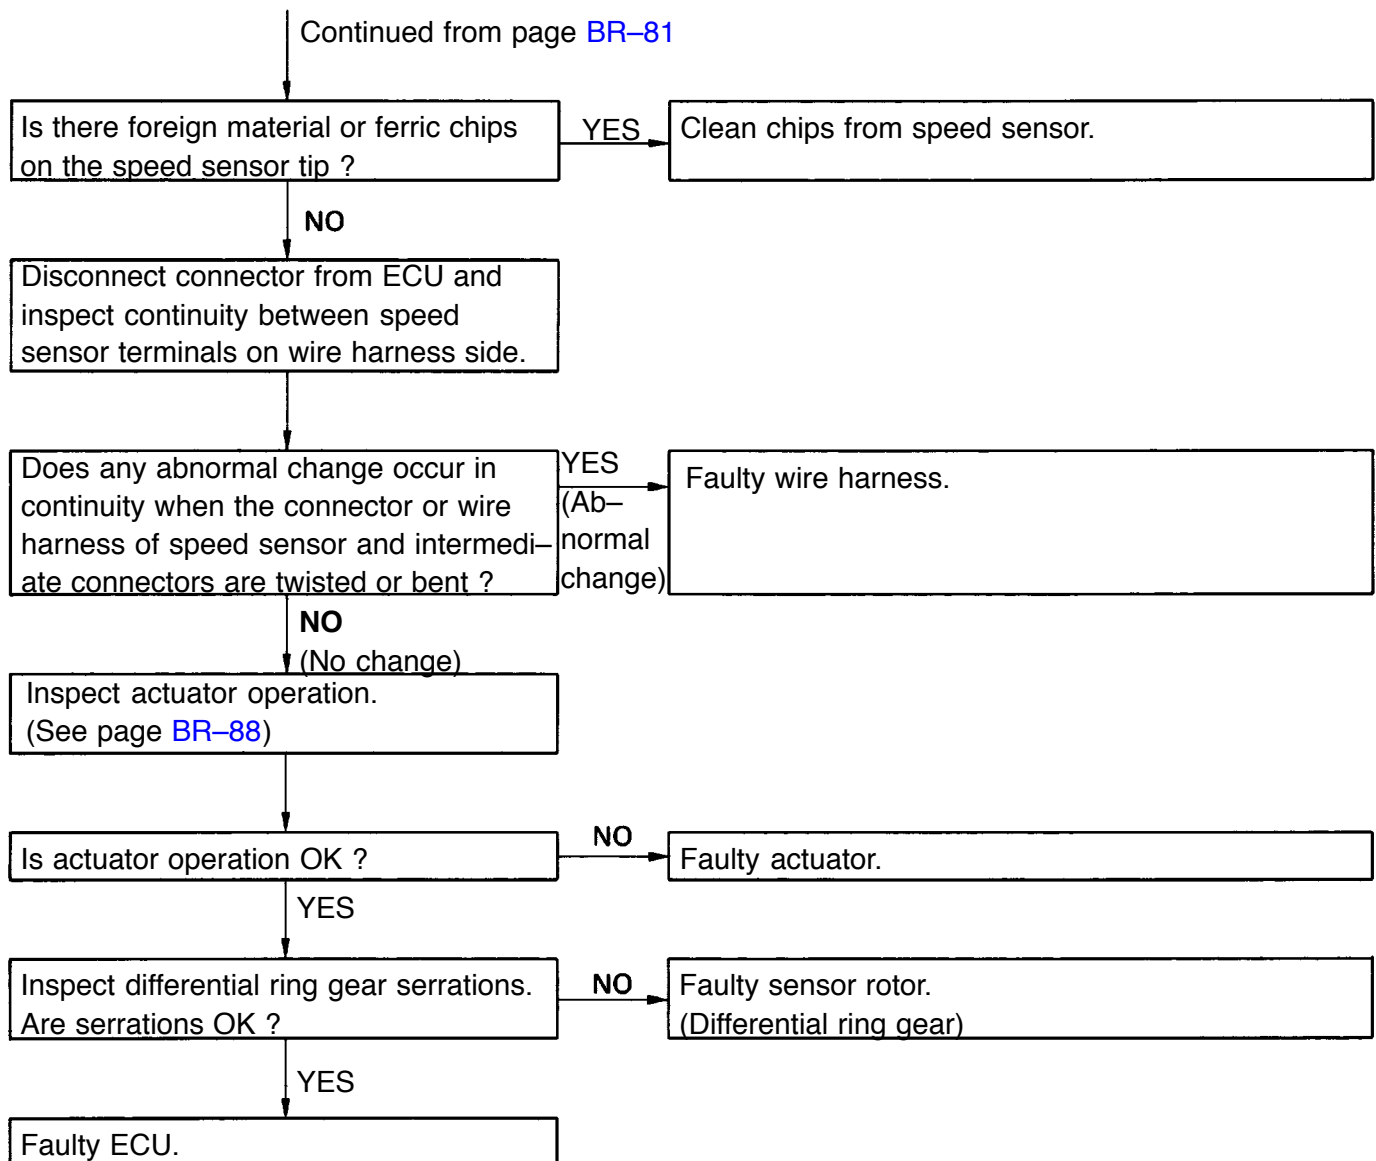 Continued from page BR–81
Is there foreign material or ferric chips
on the speed sensor tip ?
YES
Clean chips from speed sensor.
NO
Disconnect connector from ECU and
inspect continuity between speed
sensor terminals on wire harness side.
Does any abnormal change occur in
continuity when the connector or wire
harness of speed sensor and intermedi–
ate connectors are twisted or bent ?
YES
(Ab–
normal
change)
Faulty wire harness.
NO
(No change)
Inspect actuator operation.
(See page BR–88)
Is actuator operation OK ?
NO
Faulty actuator.
YES
Inspect differential ring gear serrations.
Are serrations OK ?
NO
Faulty sensor rotor.
(Differential ring gear)
YES
Faulty ECU.